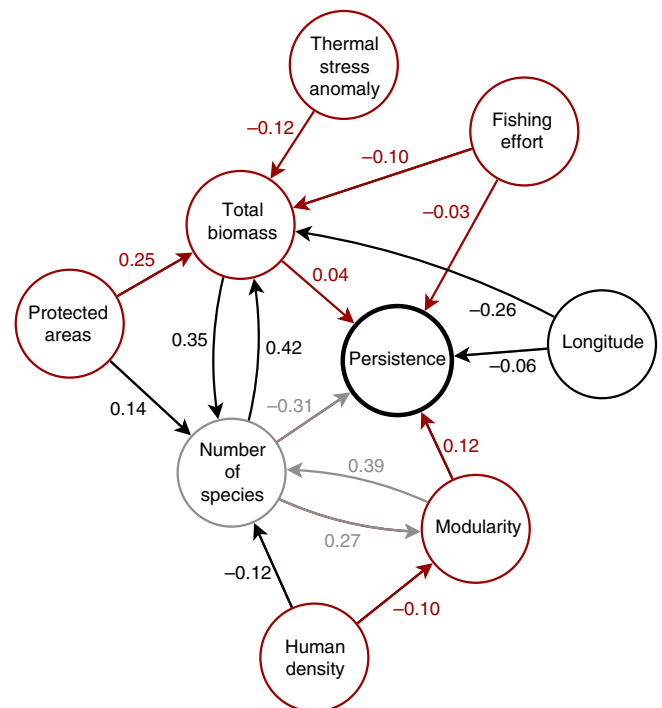 Thermal
stress
anomaly
Fishing
effort
–0.12
–0.10
Total
biomass
–0.03
0.25
0.04
Protected
areas
–0.26
0.35
0.42
Longitude
Persistence
–0.06
0.14
–0.31
Number
of
species
0.39
0.12
0.27
Modularity
–0.12
–0.10
Human
density